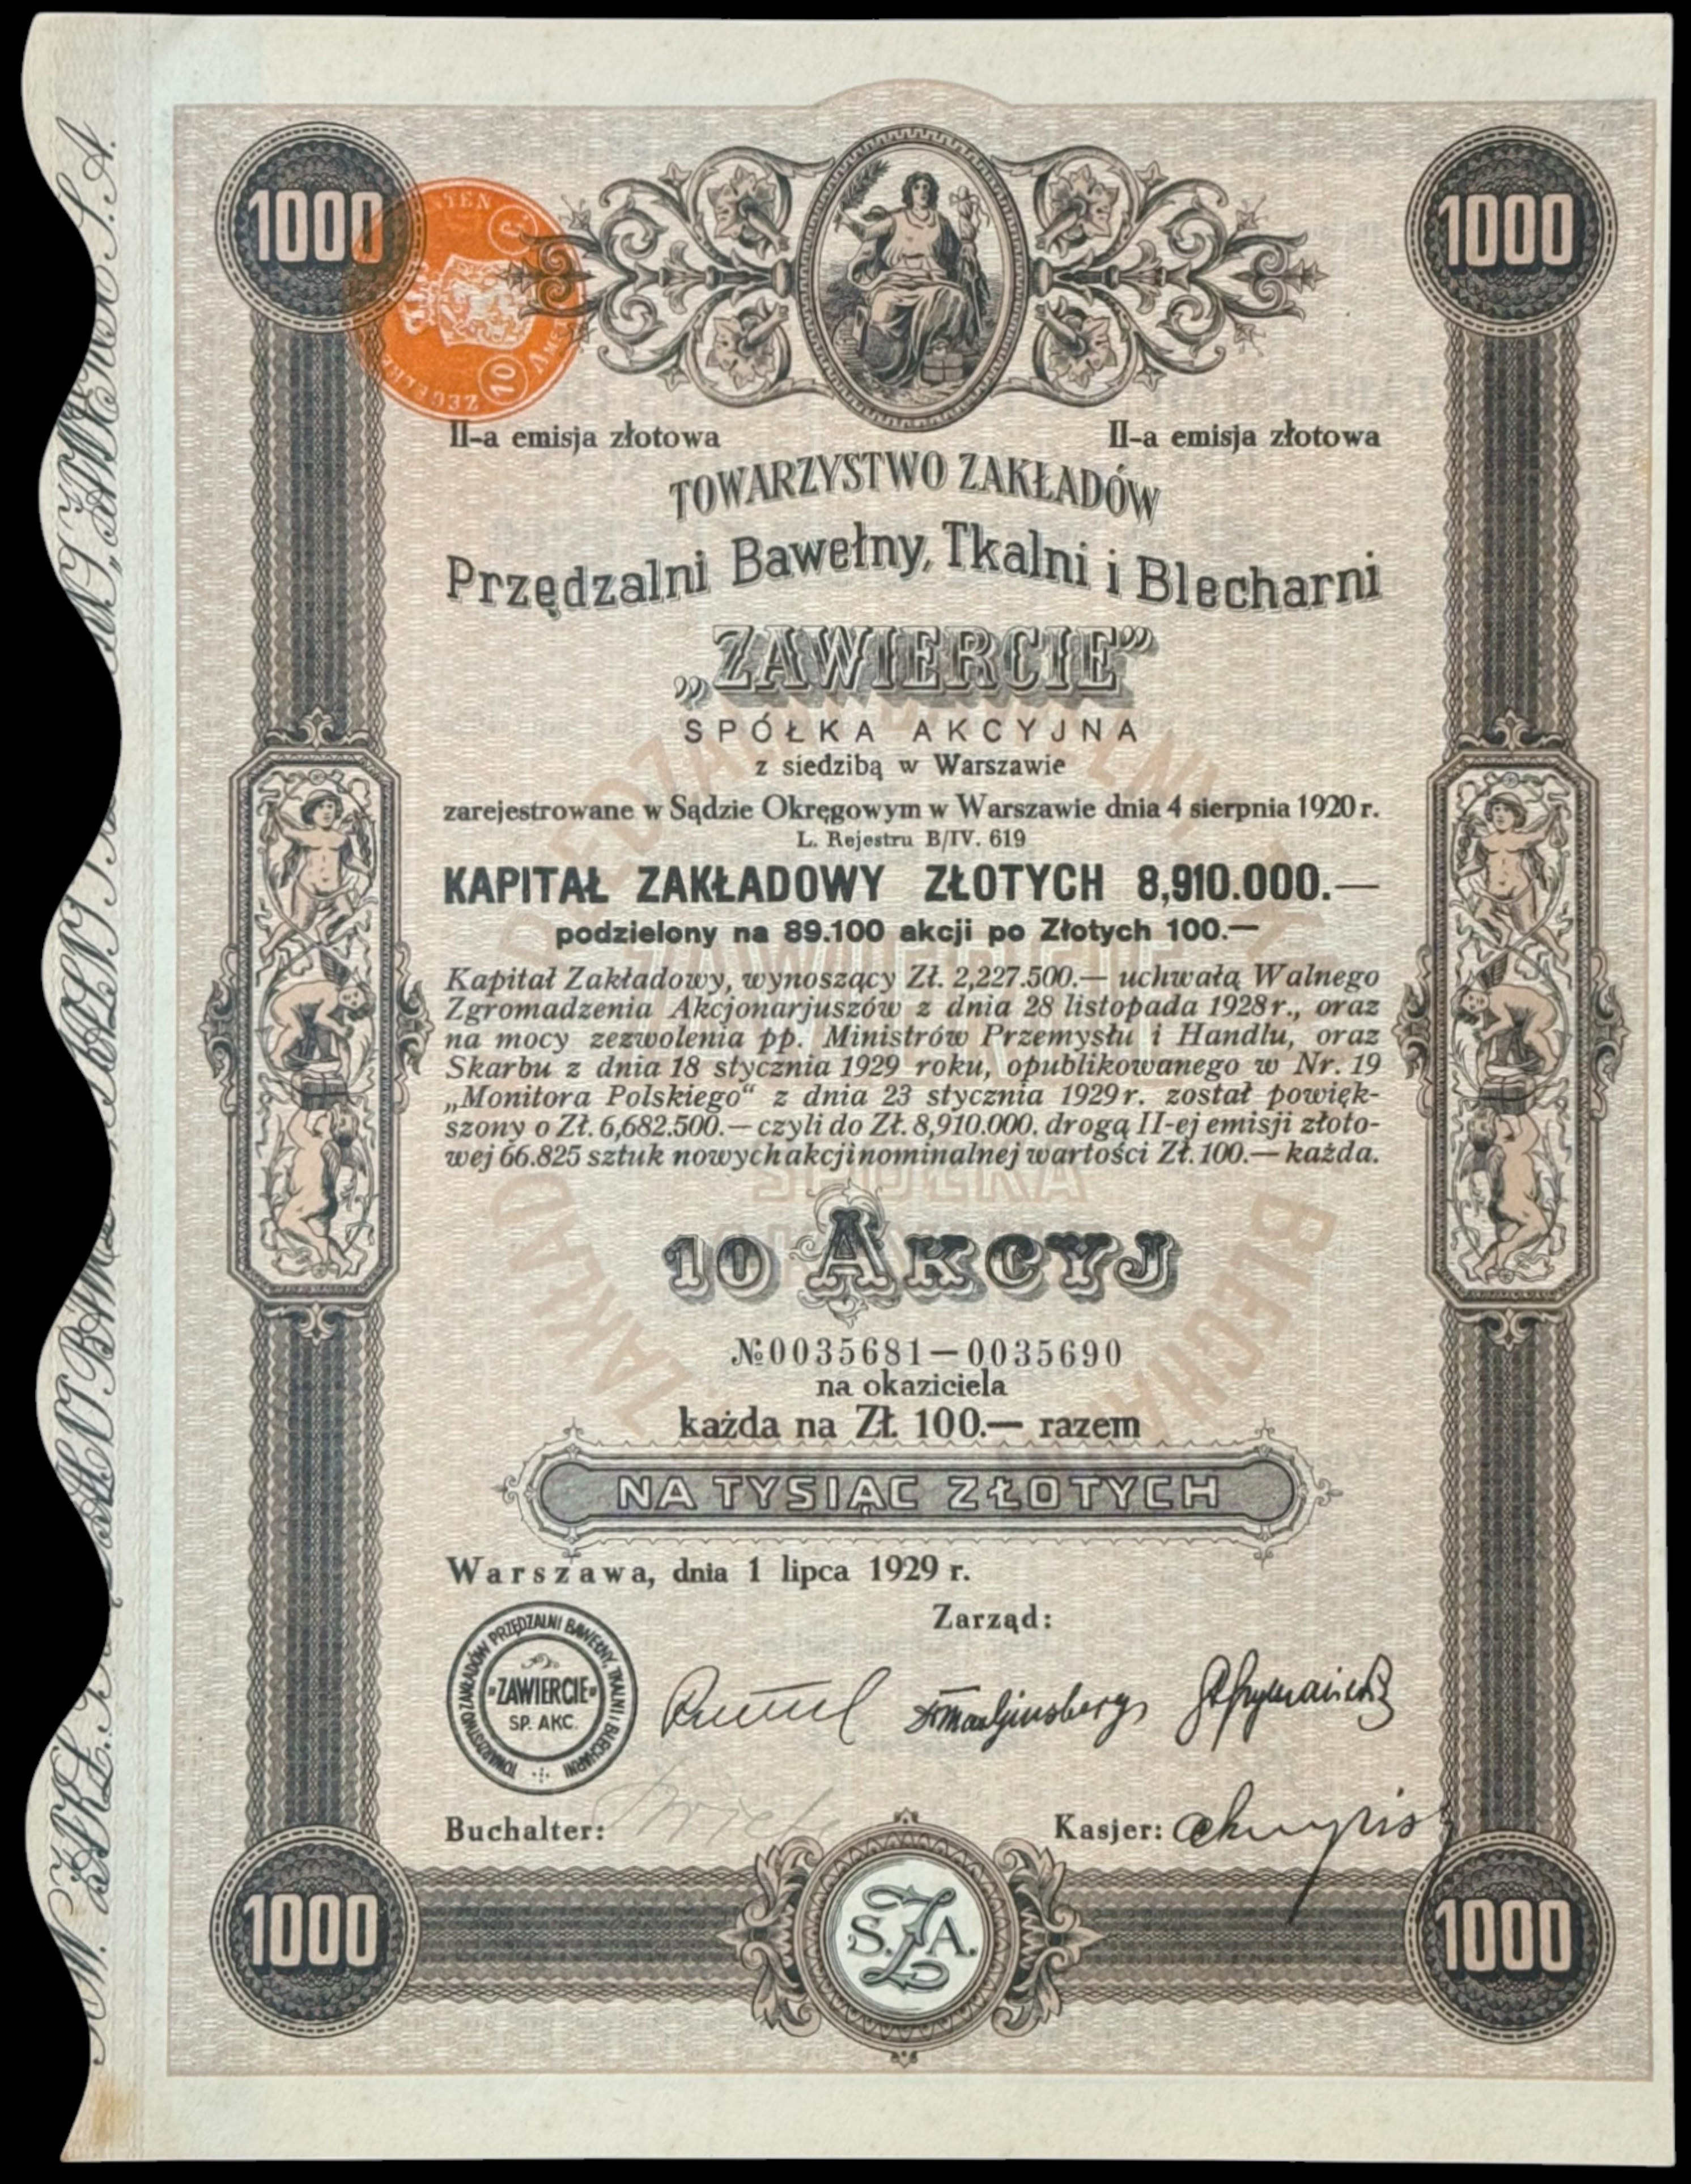 1000
1000
II-a emisja złotowa
II-a emisja złotowa
TOWARZYSTWO ZAKŁADÓW
Przędzalni Bawełny, Tkalni i Blecharni
„ZAWIERCIE”
SPÓŁKA AKCYJNA
z siedzibą w Warszawie
zarejestrowane w Sądzie Okręgowym w Warszawie dnia 4 sierpnia 1920 r.
L. Rejestru B/IV. 619
KAPITAŁ ZAKŁADOWY ZŁOTYCH 8,910.000.—
podzielony na 89.100 akcji po Złotych 100.—
Kapitał Zakładowy, wynoszący Zł. 2,227.500.— uchwałą Walnego
Zgromadzenia Akcjonarjuszów z dnia 28 listopada 1928 r., oraz
na mocy zezwolenia pp. Ministrów Przemysłu i Handlu, oraz
Skarbu z dnia 18 stycznia 1929 roku, opublikowanego w Nr. 19
„Monitora Polskiego“ z dnia 23 stycznia 1929 r. został powięk-
szony o Zł. 6,682.500.— czyli do Zł. 8,910.000. drogą II-ej emisji złoto-
wej 66.825 sztuk nowych akcji nominalnej wartości Zł. 100.— każda.
10 AKCYJ
№ 0035681—0035690
na okaziciela
każda na Zł. 100.— razem
NA TYSIĄC ZŁOTYCH
Warszawa, dnia 1 lipca 1929 r.
Zarząd:
TOWARZYSTWO ZAKŁADÓW PRZĘDZALNI BAWEŁNY, TKALNI I BLECHARNI
„ZAWIERCIE”
SP. AKC.
Buchalter:
Kasjer:
1000
S.Z.A.
1000
ZEGELRE
10